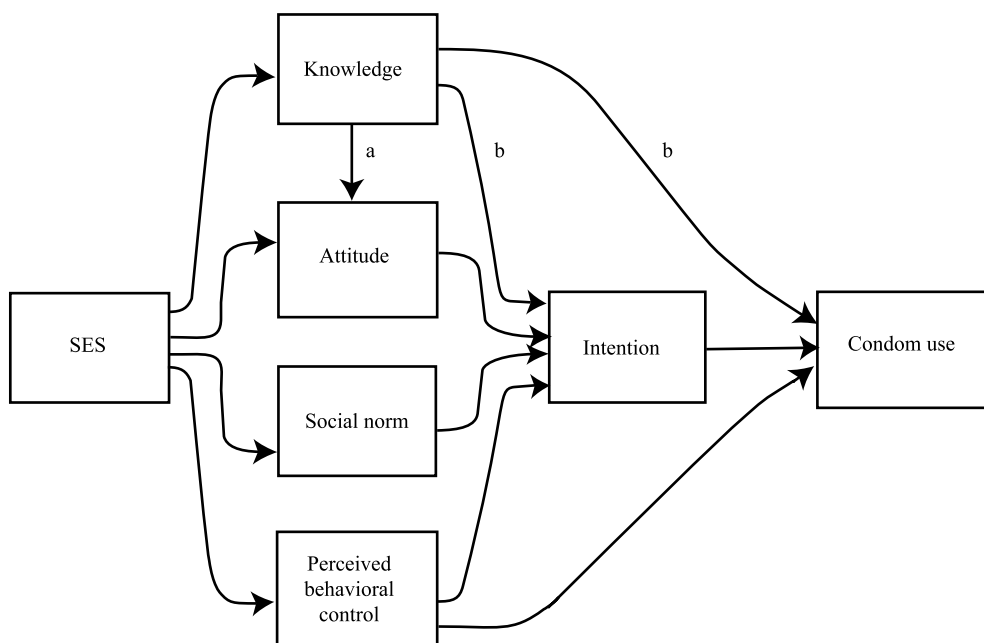 Knowledge
a
b
b
Attitude
SES
Intention
Condom use
Social norm
Perceived
behavioral
control